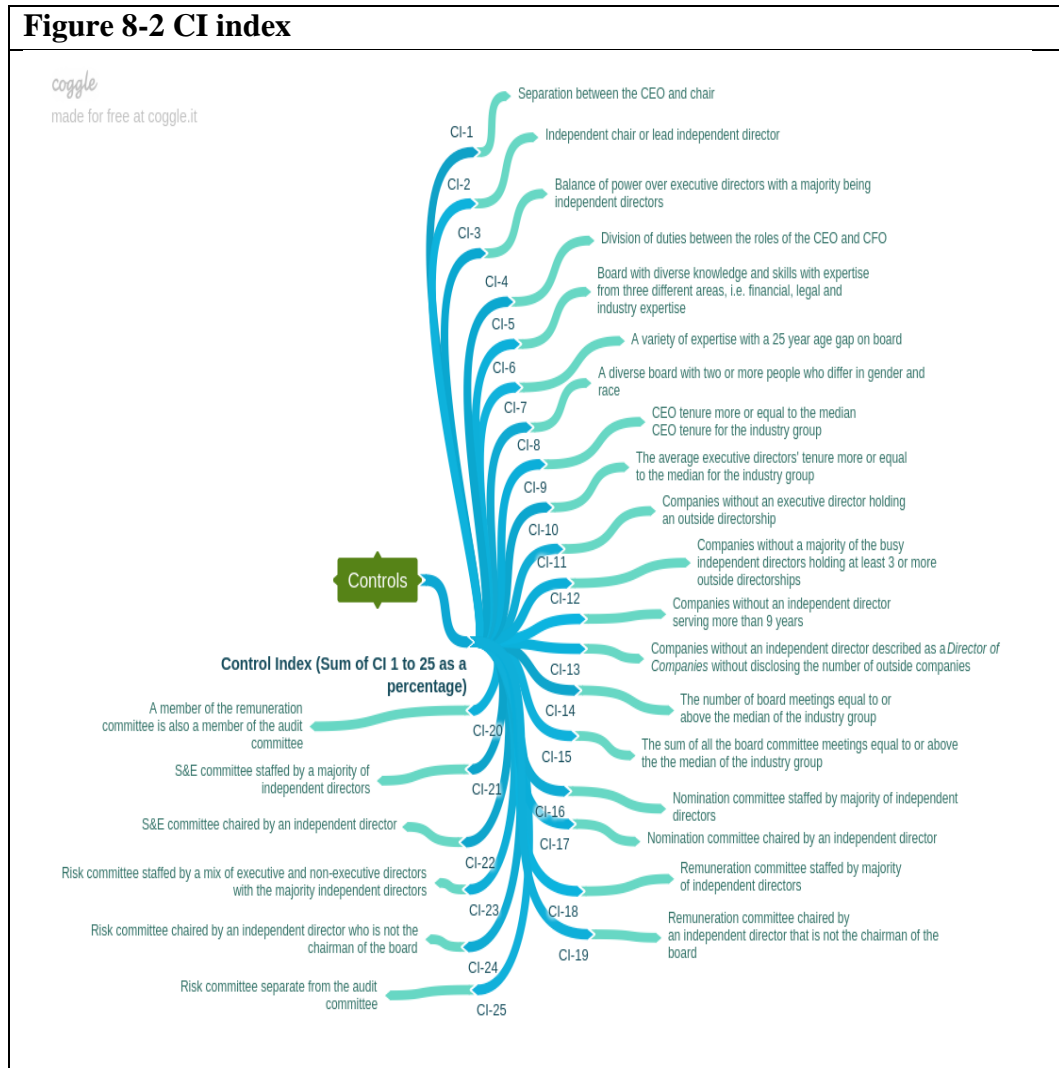 Figure 8-2 CI index
coggle
made for free at coggle.it
CI-1
Separation between the CEO and chair
CI-2
Independent chair or lead independent director
CI-3
Balance of power over executive directors with a majority being
independent directors
CI-4
Division of duties between the roles of the CEO and CFO
CI-5
Board with diverse knowledge and skills with expertise
from three different areas, i.e. financial, legal and
industry expertise
CI-6
A variety of expertise with a 25 year age gap on board
CI-7
A diverse board with two or more people who differ in gender and
race
CI-8
CEO tenure more or equal to the median
CEO tenure for the industry group
CI-9
The average executive directors' tenure more or equal
to the median for the industry group
CI-10
Companies without an executive director holding
an outside directorship
CI-11
Companies without a majority of the busy
independent directors holding at least 3 or more
outside directorships
CI-12
Companies without an independent director
serving more than 9 years
CI-13
Companies without an independent director described as a Director of
Companies without disclosing the number of outside companies
CI-14
The number of board meetings equal to or
above the median of the industry group
CI-15
The sum of all the board committee meetings equal to or above
the the median of the industry group
CI-16
Nomination committee staffed by majority of independent
directors
CI-17
Nomination committee chaired by an independent director
CI-18
Remuneration committee staffed by majority
of independent directors
CI-19
Remuneration committee chaired by
an independent director that is not the chairman of the
board
Controls
Control Index (Sum of CI 1 to 25 as a
percentage)
A member of the remuneration
committee is also a member of the audit
committee
CI-20
S&E committee staffed by a majority of
independent directors
CI-21
S&E committee chaired by an independent director
CI-22
Risk committee staffed by a mix of executive and non-executive directors
with the majority independent directors
CI-23
Risk committee chaired by an independent director who is not the
chairman of the board
CI-24
Risk committee separate from the audit
committee
CI-25